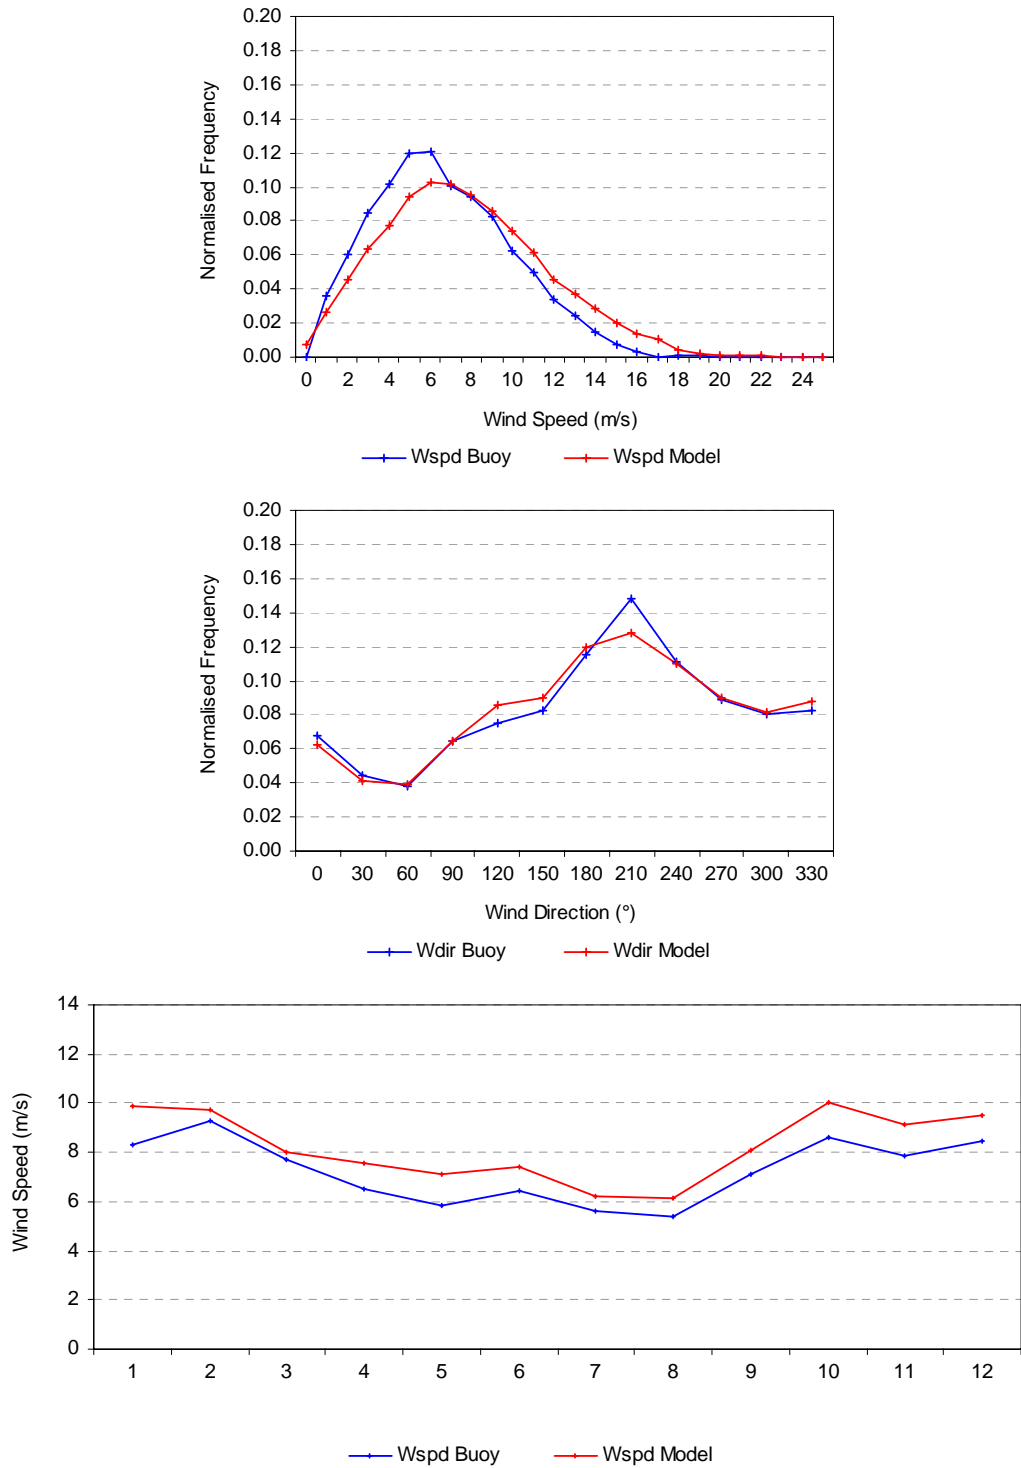 0.20
0.18
0.16
0.14
0.12
0.10
0.08
0.06
0.04
0.02
0.00
Normalised Frequency
0 2 4 6 8 10 12 14 16 18 20 22 24
Wind Speed (m/s)
Wspd Buoy Wspd Model
0.20
0.18
0.16
0.14
0.12
0.10
0.08
0.06
0.04
0.02
0.00
Normalised Frequency
0 30 60 90 120 150 180 210 240 270 300 330
Wind Direction (°)
Wdir Buoy Wdir Model
14
12
10
8
6
4
2
0
Wind Speed (m/s)
1 2 3 4 5 6 7 8 9 10 11 12
Wspd Buoy Wspd Model